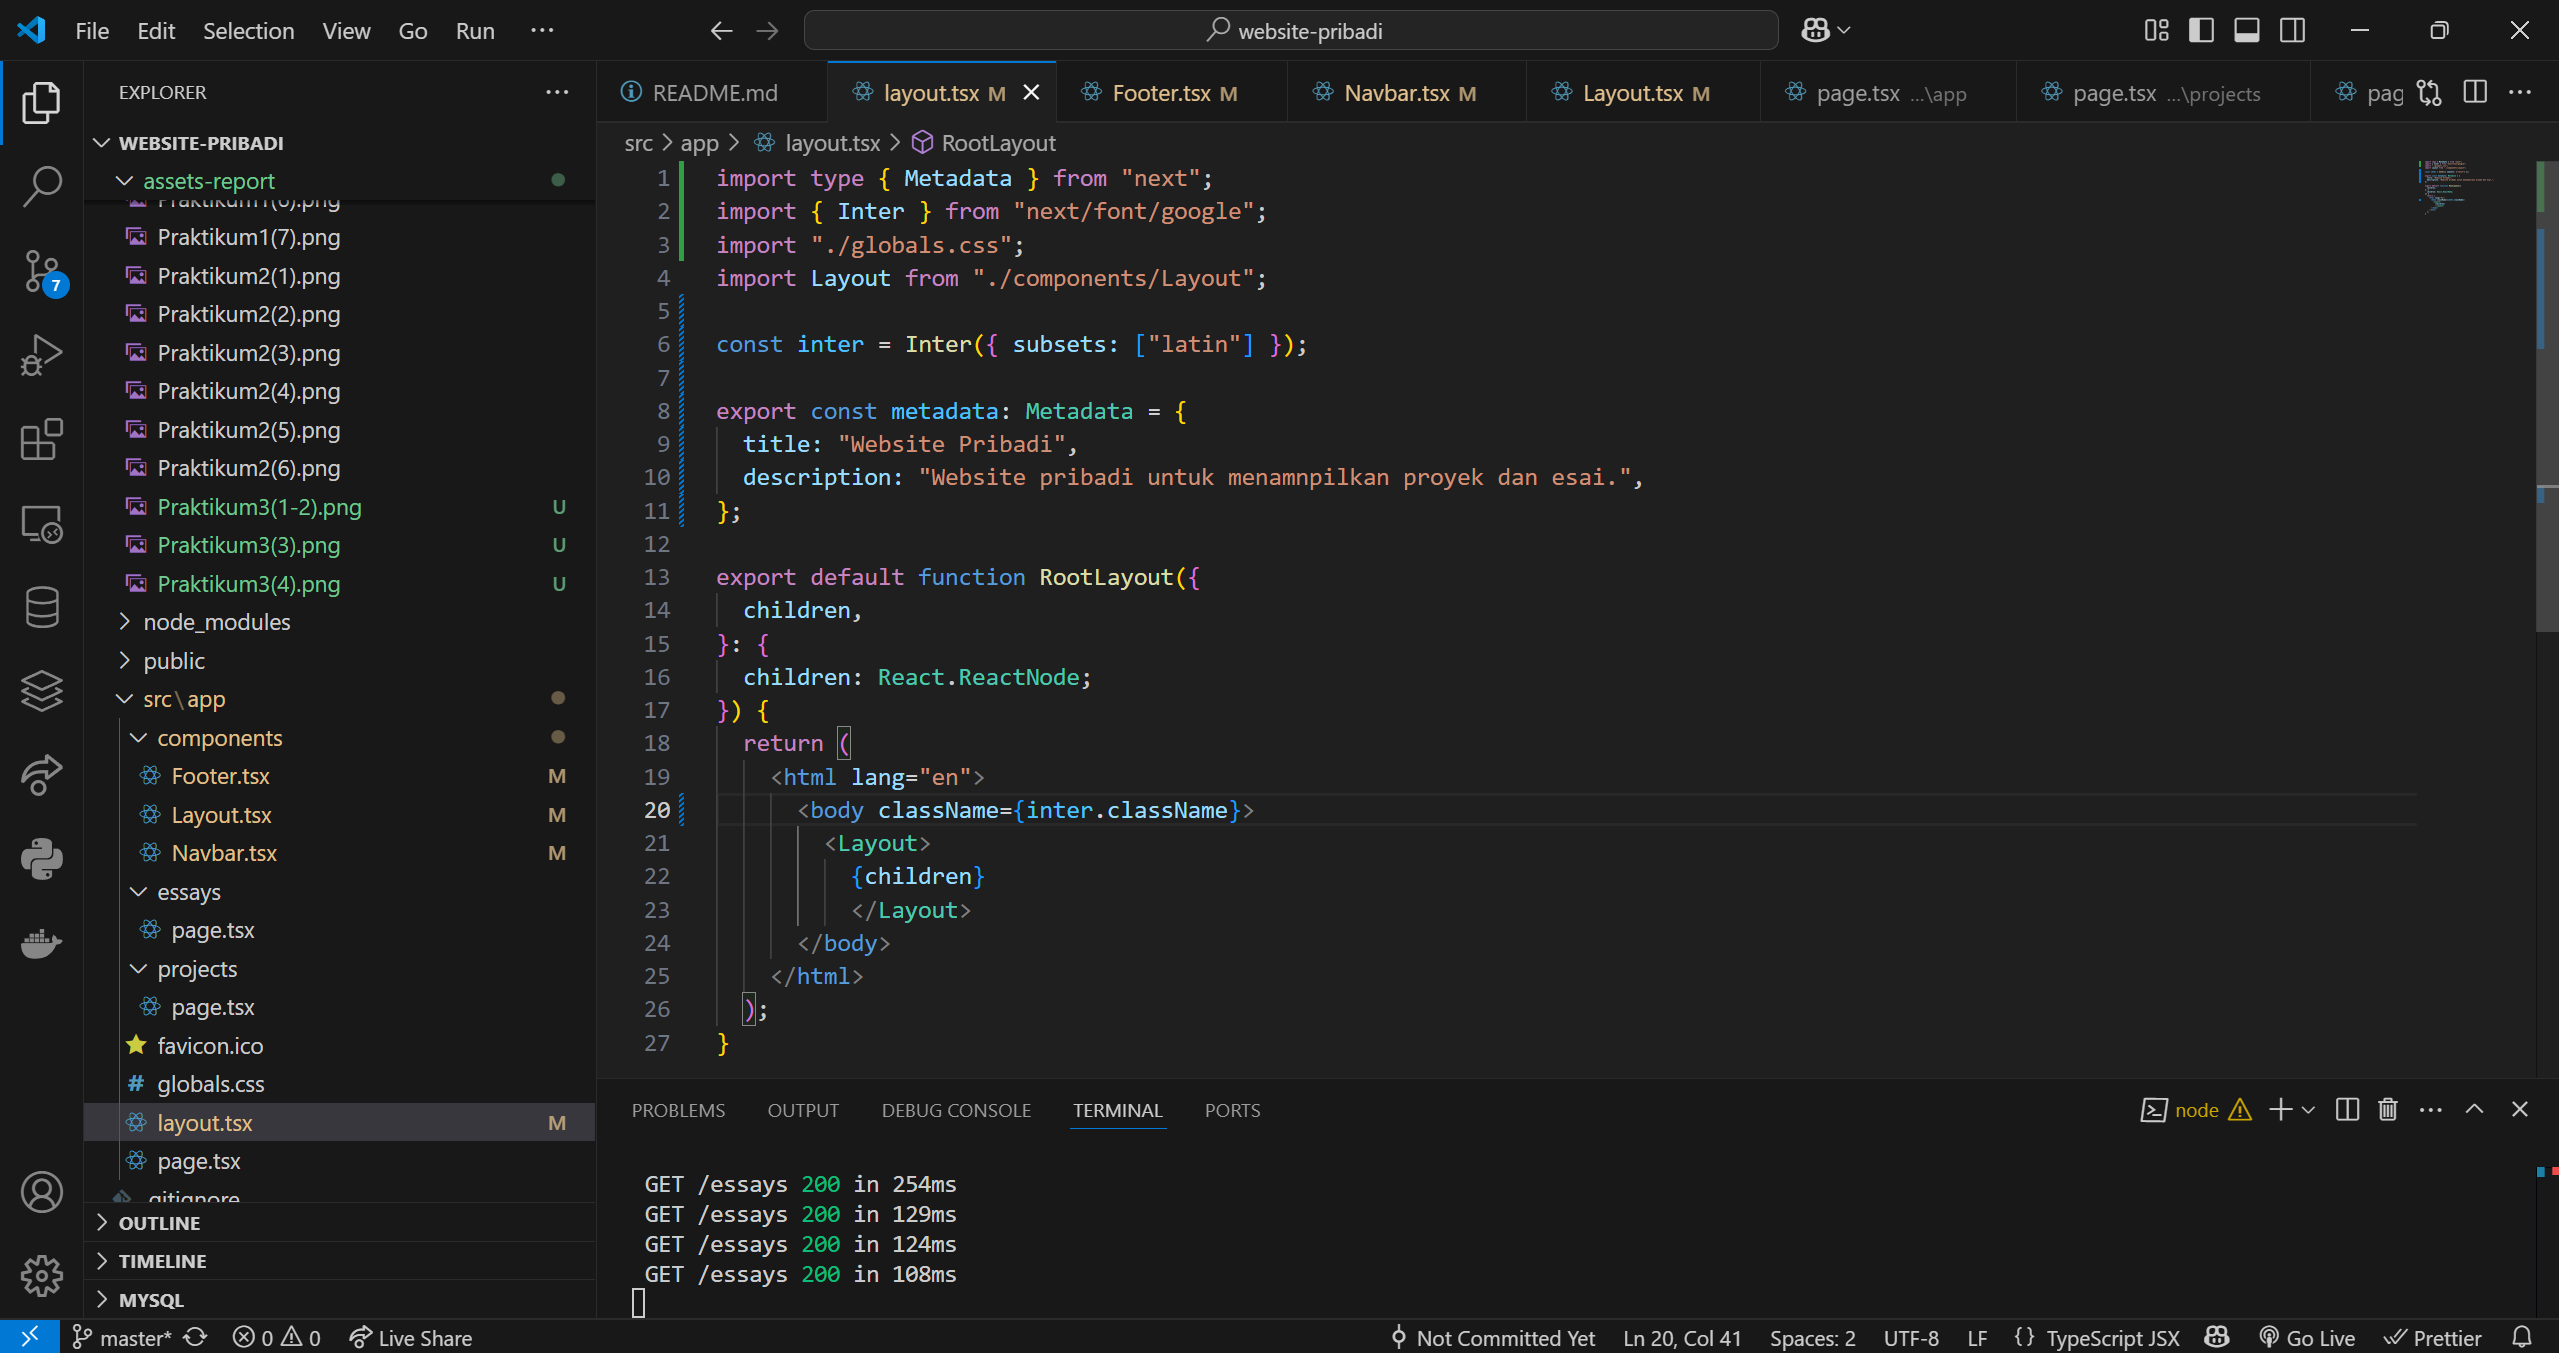 File Edit Selection View Go Run ···
website-pribadi
EXPLORER
WEBSITE-PRIBADI
assets-report
Praktikum1(6).png
Praktikum1(7).png
Praktikum2(1).png
Praktikum2(2).png
Praktikum2(3).png
Praktikum2(4).png
Praktikum2(5).png
Praktikum2(6).png
Praktikum3(1-2).png U
Praktikum3(3).png U
Praktikum3(4).png U
node_modules
public
src\app
components
Footer.tsx M
Layout.tsx M
Navbar.tsx M
essays
page.tsx
projects
page.tsx
favicon.ico
# globals.css
layout.tsx M
page.tsx
.gitignore
OUTLINE
TIMELINE
MYSQL
7
README.md layout.tsx M Footer.tsx M Navbar.tsx M Layout.tsx M page.tsx ...\app page.tsx ...\projects pag
src > app > layout.tsx > RootLayout
1 import type { Metadata } from "next";
2 import { Inter } from "next/font/google";
3 import "./globals.css";
4 import Layout from "./components/Layout";
5
6 const inter = Inter({ subsets: ["latin"] });
7
8 export const metadata: Metadata = {
9 title: "Website Pribadi",
10 description: "Website pribadi untuk menamnpilkan proyek dan esai.",
11 };
12
13 export default function RootLayout({
14 children,
15 }: {
16 children: React.ReactNode;
17 }) {
18 return (
19 <html lang="en">
20 <body className={inter.className}>
21 <Layout>
22 {children}
23 </Layout>
24 </body>
25 </html>
26 );
27 }
PROBLEMS OUTPUT DEBUG CONSOLE TERMINAL PORTS
node
GET /essays 200 in 254ms
GET /essays 200 in 129ms
GET /essays 200 in 124ms
GET /essays 200 in 108ms
master* 0 0 Live Share Not Committed Yet Ln 20, Col 41 Spaces: 2 UTF-8 LF {} TypeScript JSX Go Live Prettier